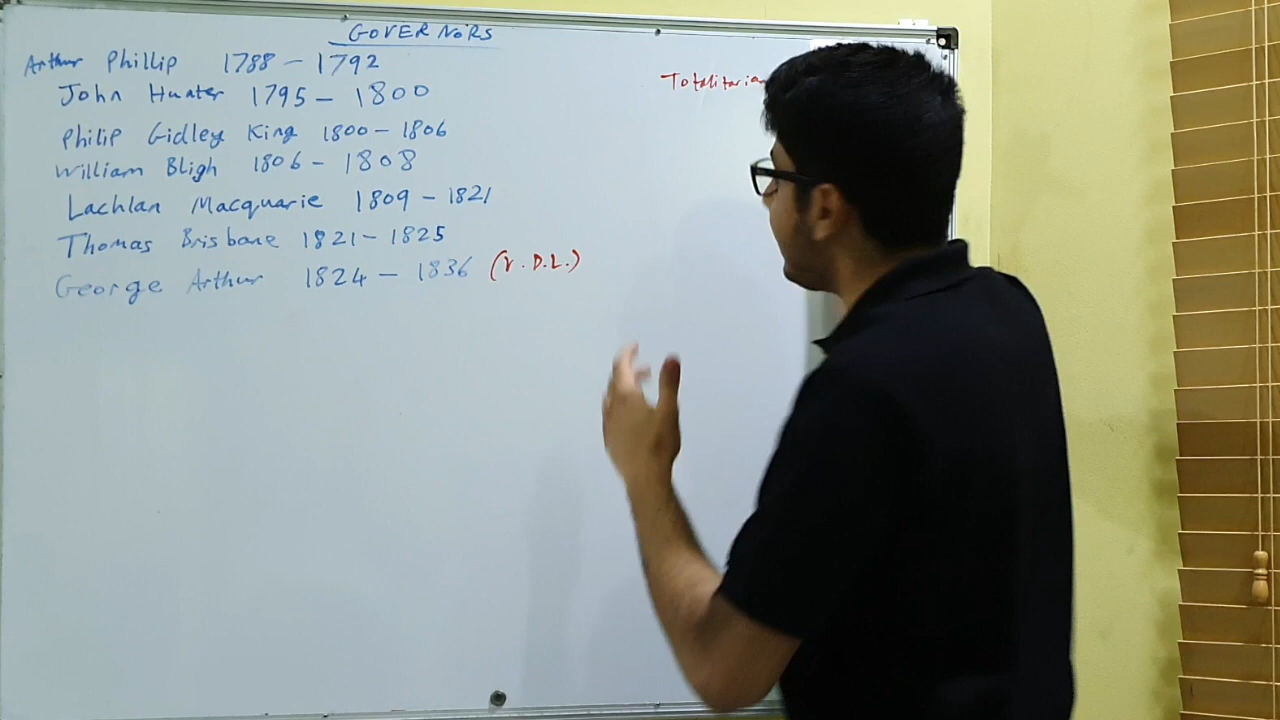 GOVERNORS
Arthur Phillip 1788 - 1792
Totalitarian
John Hunter 1795 - 1800
Philip Gidley King 1800 - 1806
William Bligh 1806 - 1808
Lachlan Macquarie 1809 - 1821
Thomas Brisbane 1821 - 1825
George Arthur 1824 - 1836 (V.D.L.)